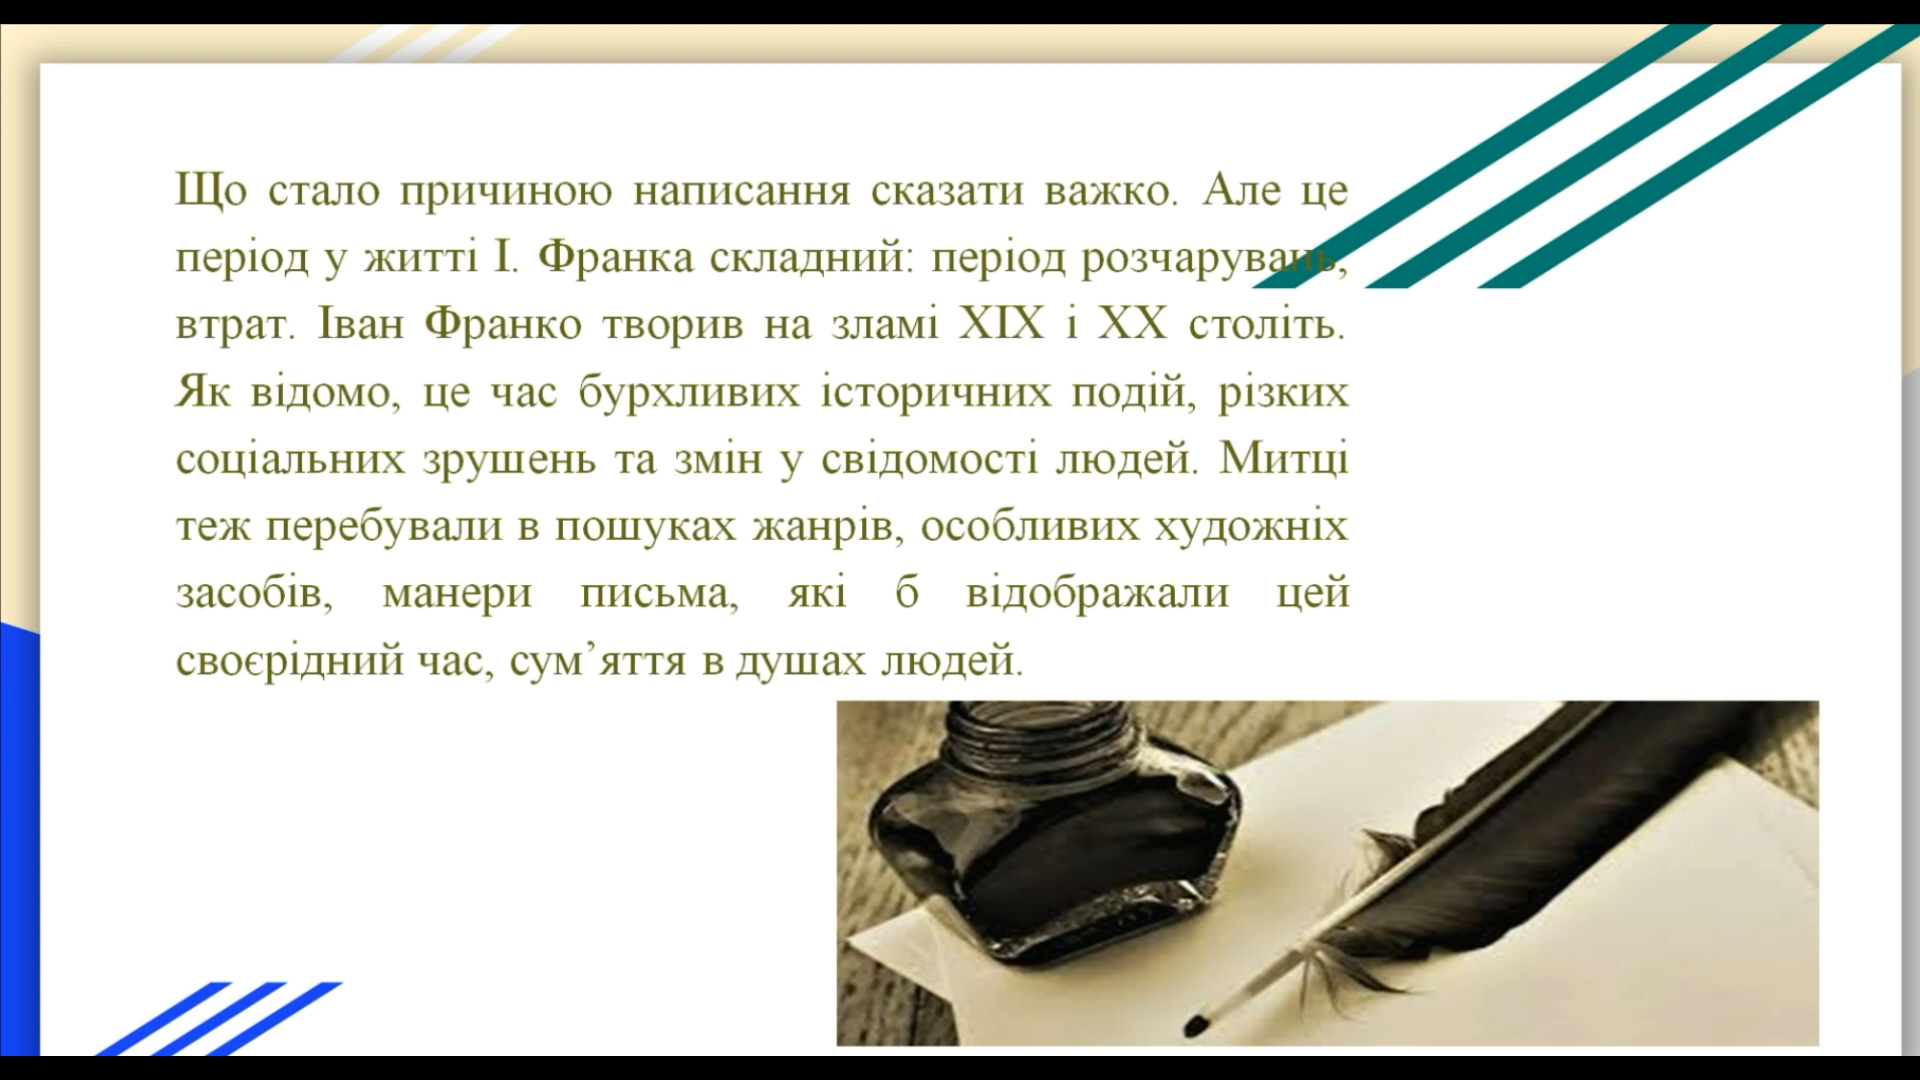 Що стало причиною написання сказати важко. Але це
період у житті І. Франка складний: період розчарувань,
втрат. Іван Франко творив на зламі ХІХ і ХХ століть.
Як відомо, це час бурхливих історичних подій, різких
соціальних зрушень та змін у свідомості людей. Митці
теж перебували в пошуках жанрів, особливих художніх
засобів, манери письма, які б відображали цей
своєрідний час, сум’яття в душах людей.